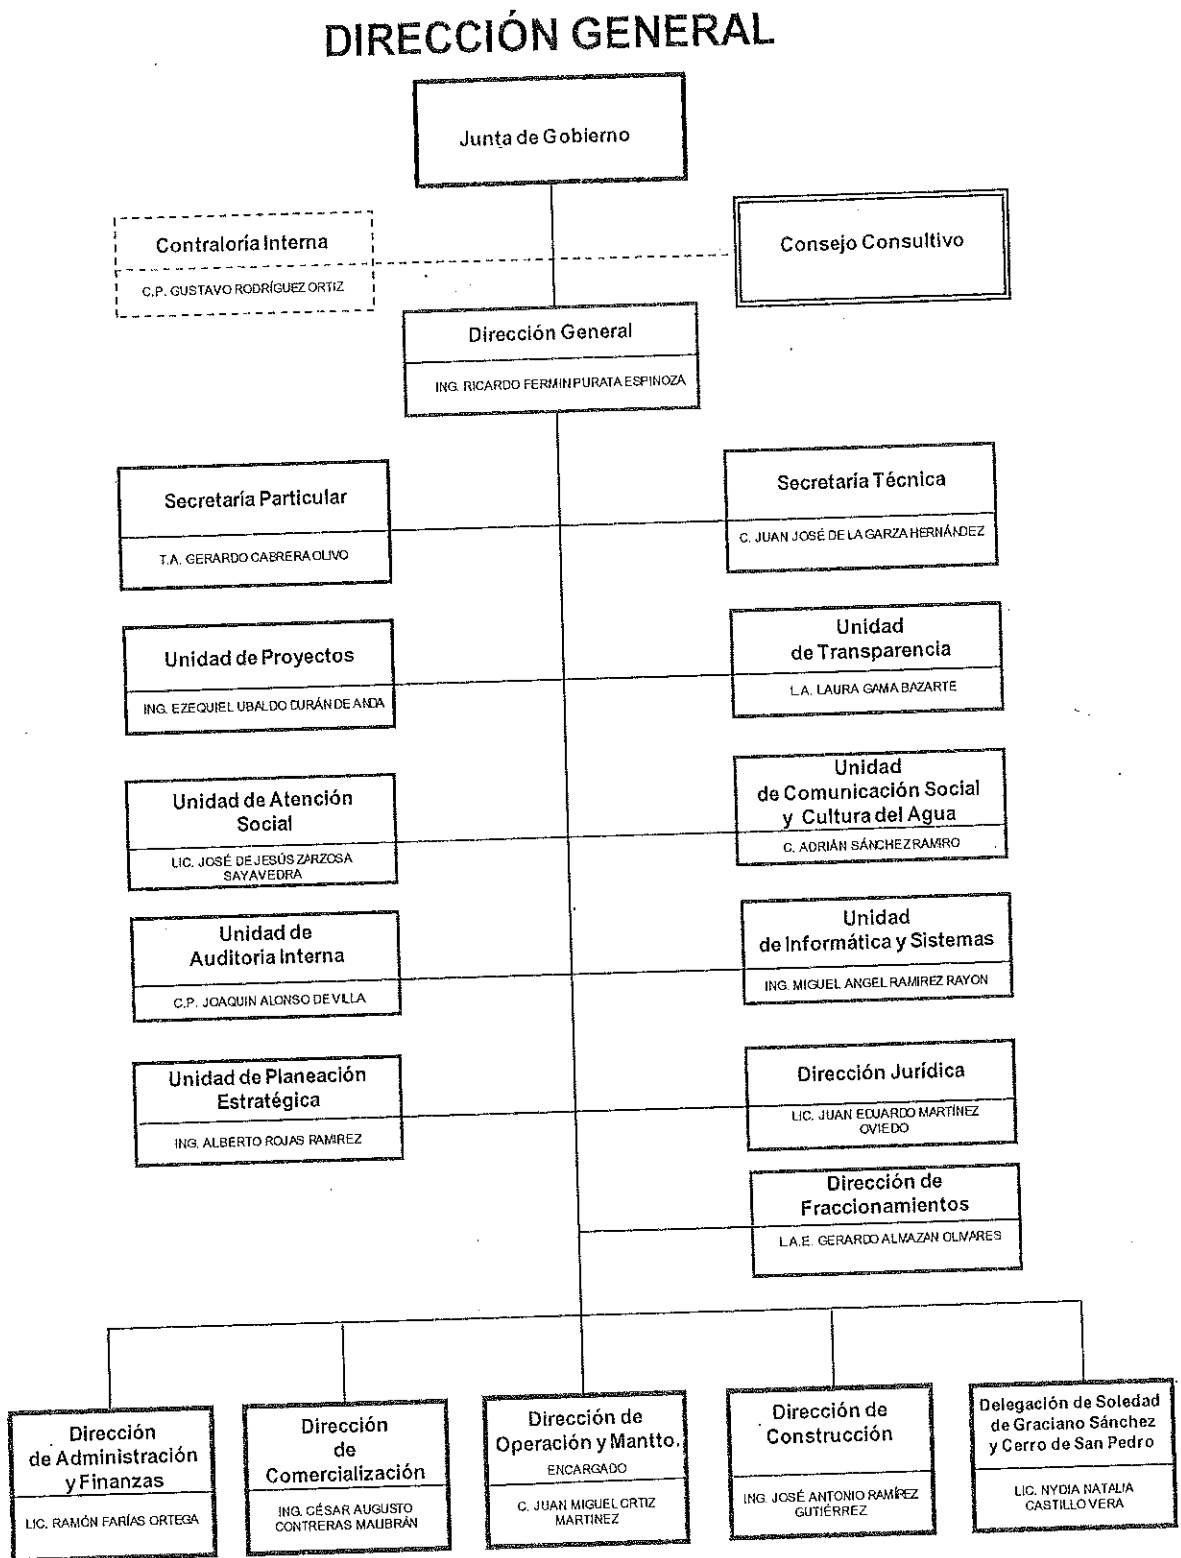 DIRECCIÓN GENERAL
Junta de Gobierno
Contraloría Interna
C.P. GUSTAVO RODRÍGUEZ ORTIZ
Consejo Consultivo
Dirección General
ING. RICARDO FERMIN PURATA ESPINOZA
Secretaría Particular
T.A. GERARDO CABRERA OLIVO
Secretaría Técnica
C. JUAN JOSÉ DE LA GARZA HERNÁNDEZ
Unidad de Proyectos
ING. EZEQUIEL UBALDO DURÁN DE ANDA
Unidad
de Transparencia
L.A. LAURA GAMA BAZARTE
Unidad de Atención
Social
LIC. JOSÉ DE JESÚS ZARZOSA
SAYAVEDRA
Unidad
de Comunicación Social
y Cultura del Agua
C. ADRIÁN SÁNCHEZ RAMIRO
Unidad de
Auditoria Interna
C.P. JOAQUIN ALONSO DE VILLA
Unidad
de Informática y Sistemas
ING. MIGUEL ANGEL RAMIREZ RAYON
Unidad de Planeación
Estratégica
ING. ALBERTO ROJAS RAMIREZ
Dirección Jurídica
LIC. JUAN EDUARDO MARTÍNEZ
OVIEDO
Dirección de
Fraccionamientos
L.A.E. GERARDO ALMAZAN OLIVARES
Dirección
de Administración
y Finanzas
LIC. RAMÓN FARÍAS ORTEGA
Dirección
de
Comercialización
ING. CÉSAR AUGUSTO
CONTRERAS MALIBRÁN
Dirección de
Operación y Mantto.
ENCARGADO
C. JUAN MIGUEL ORTIZ
MARTINEZ
Dirección de
Construcción
ING. JOSÉ ANTONIO RAMÍREZ
GUTIÉRREZ
Delegación de Soledad
de Graciano Sánchez
y Cerro de San Pedro
LIC. NYDIA NATALIA
CASTILLO VERA